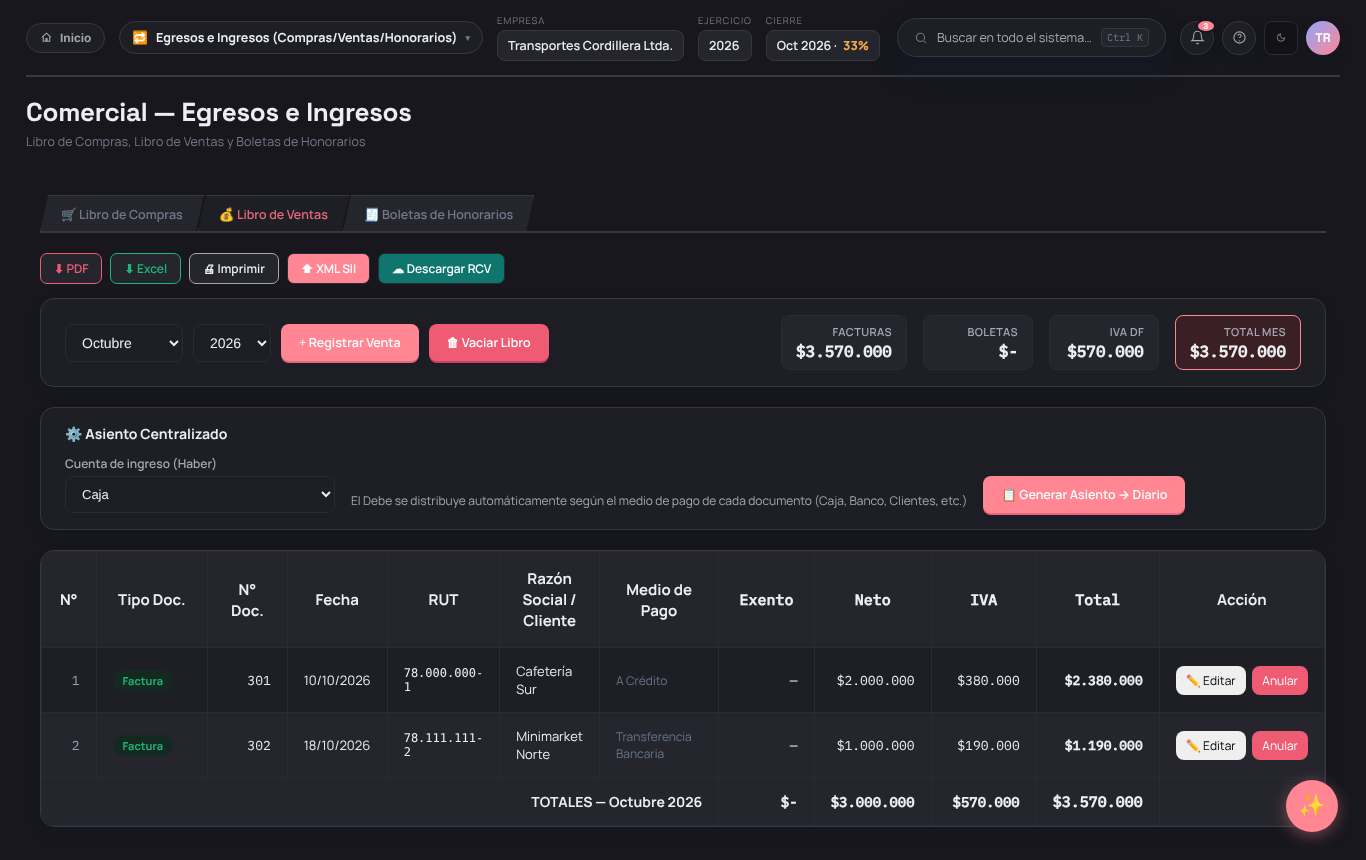 Inicio
Egresos e Ingresos (Compras/Ventas/Honorarios)
EMPRESA
Transportes Cordillera Ltda.
EJERCICIO
2026
CIERRE
Oct 2026 · 33%
Buscar en todo el sistema... Ctrl K
3
TR
Comercial — Egresos e Ingresos
Libro de Compras, Libro de Ventas y Boletas de Honorarios
Libro de Compras
Libro de Ventas
Boletas de Honorarios
PDF
Excel
Imprimir
XML SII
Descargar RCV
Octubre
2026
+ Registrar Venta
Vaciar Libro
FACTURAS
$3.570.000
BOLETAS
$-
IVA DF
$570.000
TOTAL MES
$3.570.000
Asiento Centralizado
Cuenta de ingreso (Haber)
Caja
El Debe se distribuye automáticamente según el medio de pago de cada documento (Caja, Banco, Clientes, etc.)
Generar Asiento → Diario
N° Tipo Doc. N° Doc. Fecha RUT Razón Social / Cliente Medio de Pago Exento Neto IVA Total Acción
1 Factura 301 10/10/2026 78.000.000-1 Cafetería Sur A Crédito — $2.000.000 $380.000 $2.380.000 Editar Anular
2 Factura 302 18/10/2026 78.111.111-2 Minimarket Norte Transferencia Bancaria — $1.000.000 $190.000 $1.190.000 Editar Anular
TOTALES — Octubre 2026 $- $3.000.000 $570.000 $3.570.000